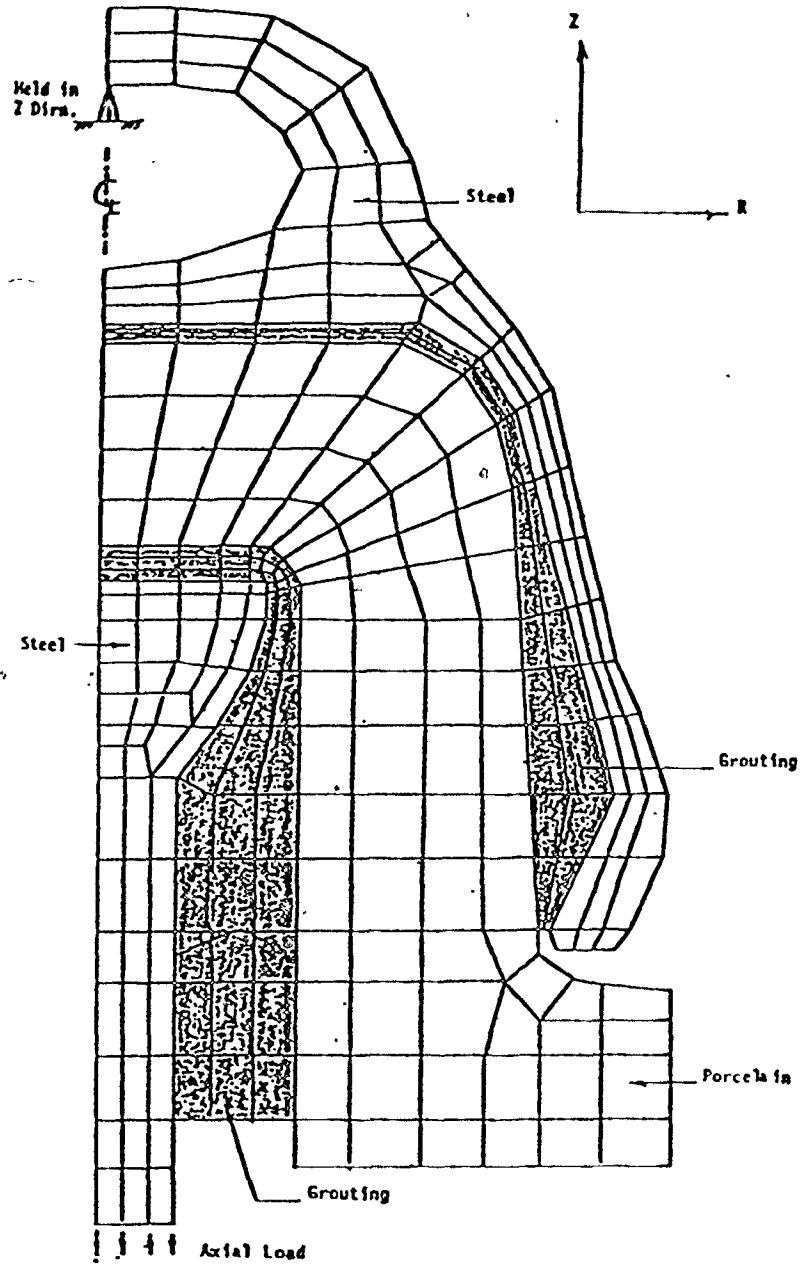 Z
Held in
Z Dirn.
℄
Steel
R
Steel
Grouting
Porcelain
Grouting
Axial Load